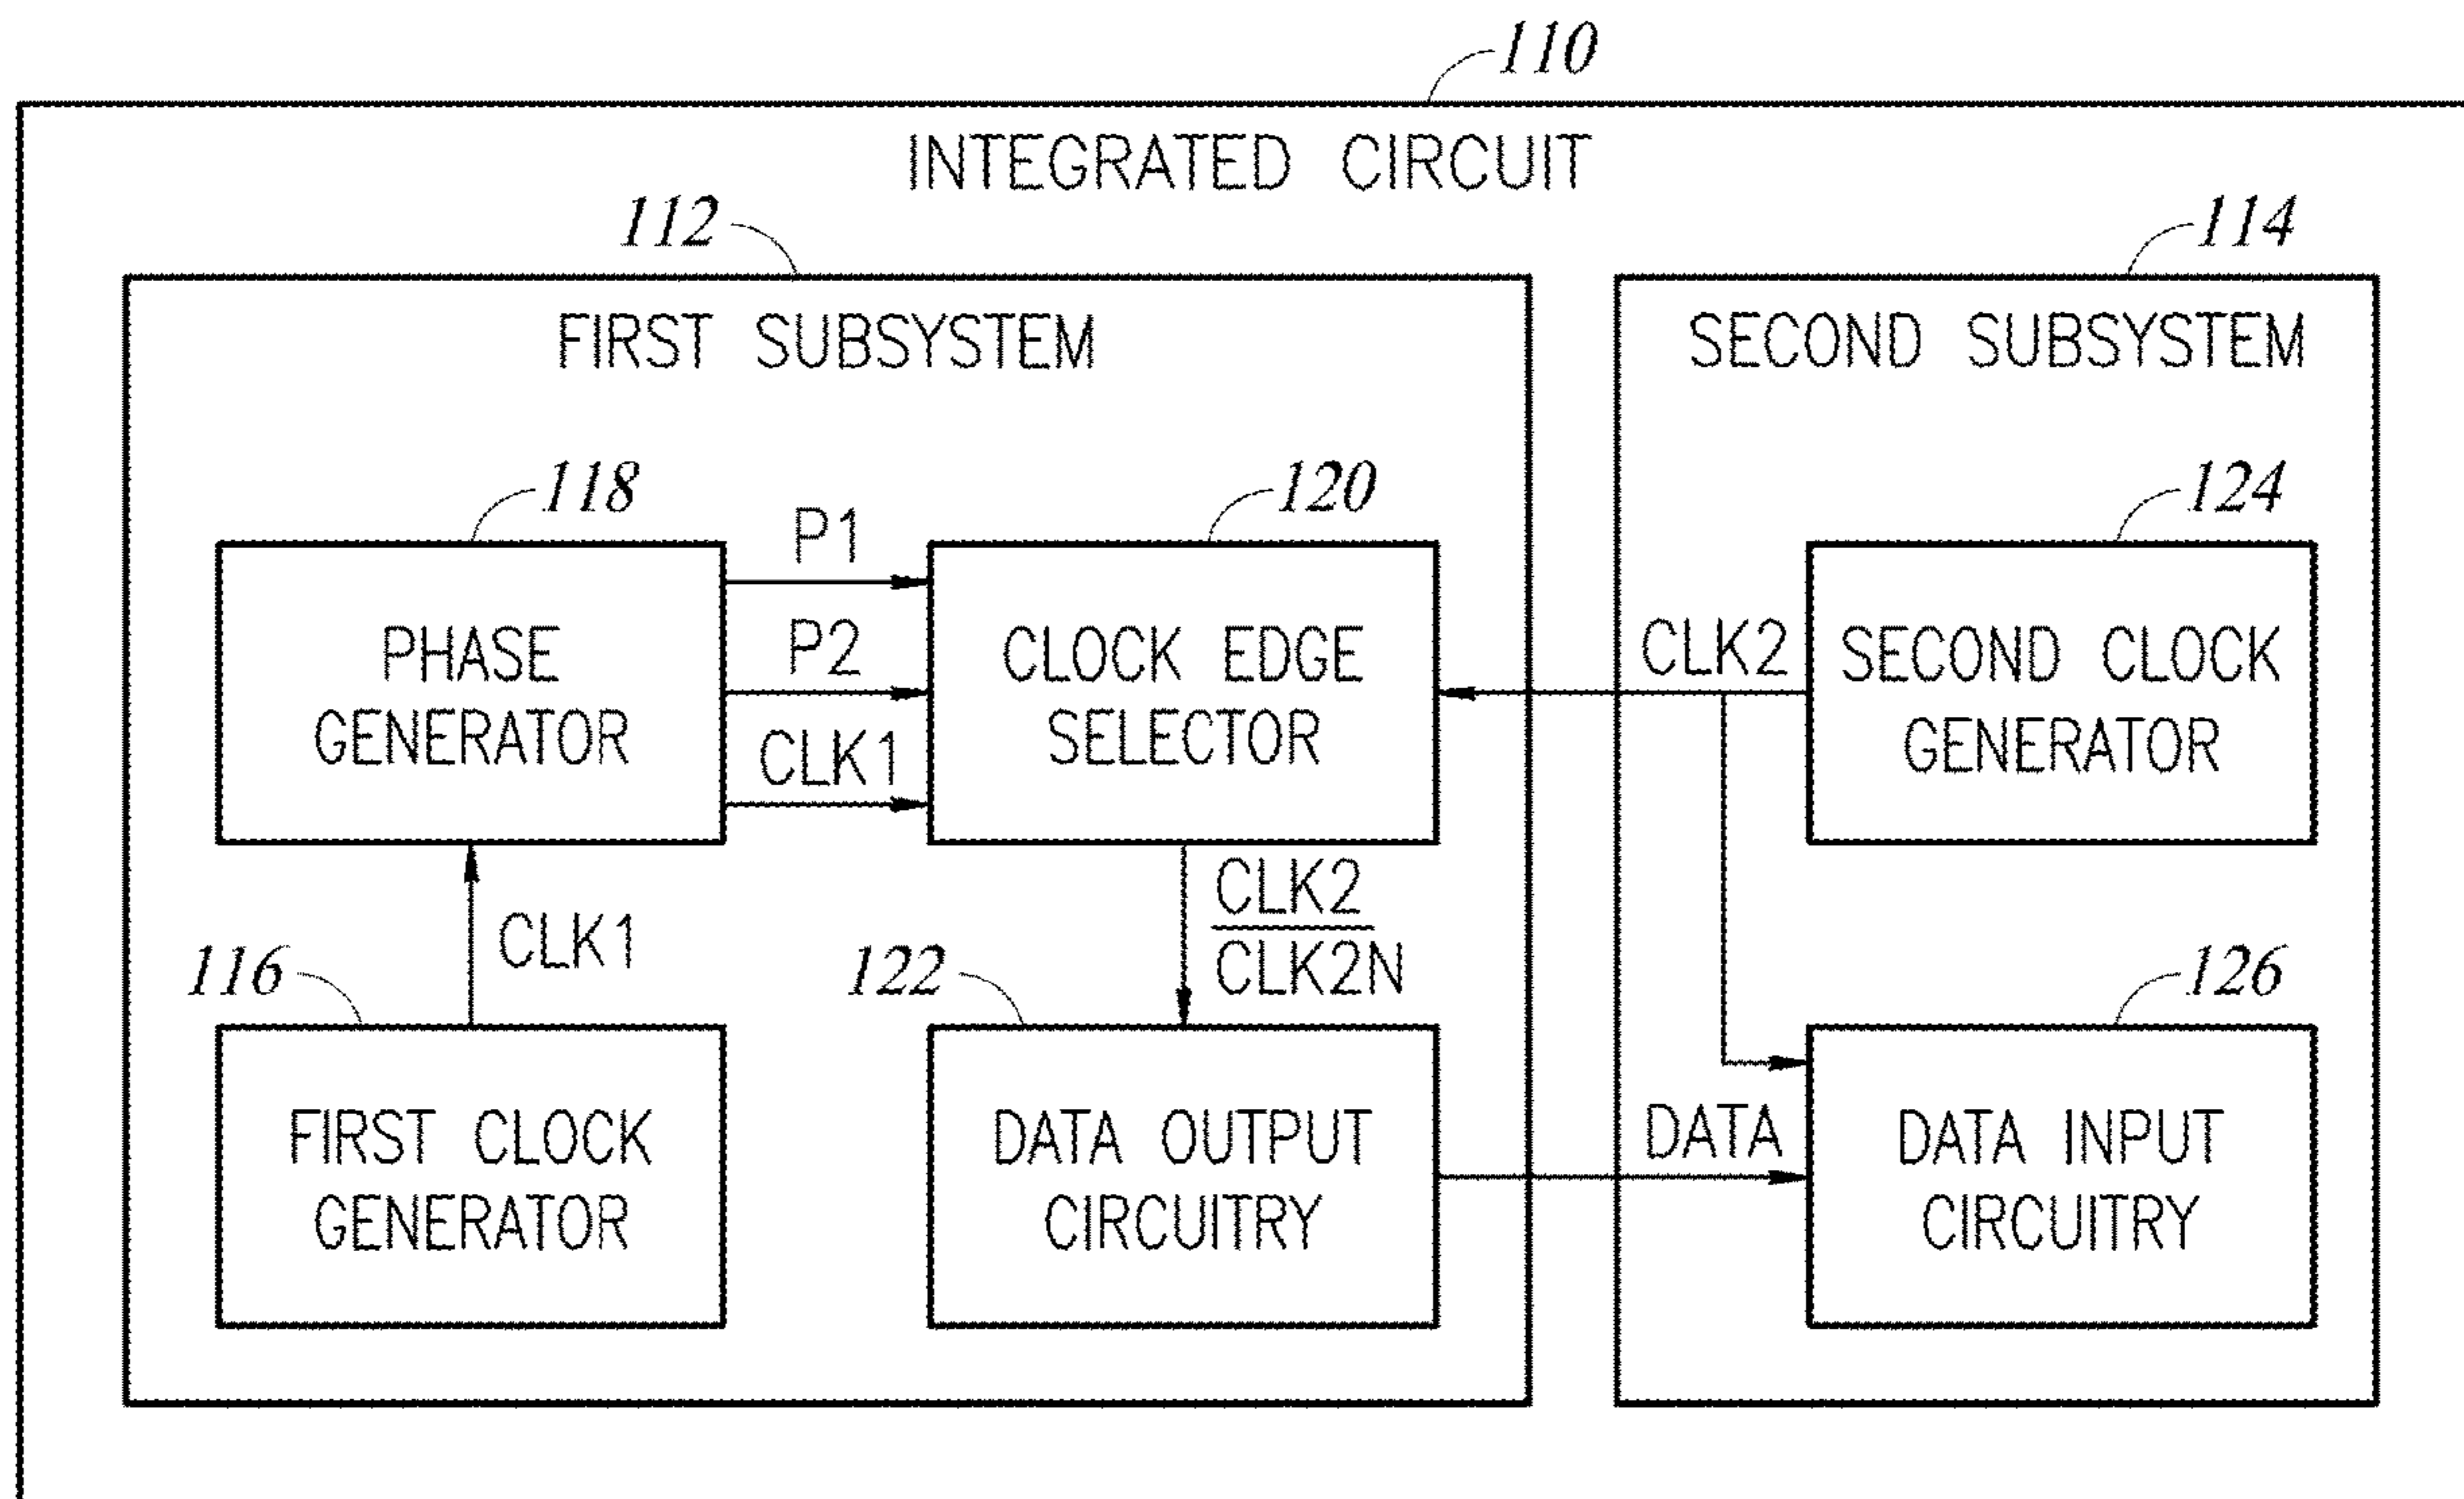 110
INTEGRATED CIRCUIT
112
114
FIRST SUBSYSTEM
SECOND SUBSYSTEM
118
120
124
P1
PHASE
GENERATOR
P2
CLK1
CLOCK EDGE
SELECTOR
CLK2
SECOND CLOCK
GENERATOR
CLK1
CLK2
CLK2N
116
122
126
FIRST CLOCK
GENERATOR
DATA OUTPUT
CIRCUITRY
DATA
DATA INPUT
CIRCUITRY